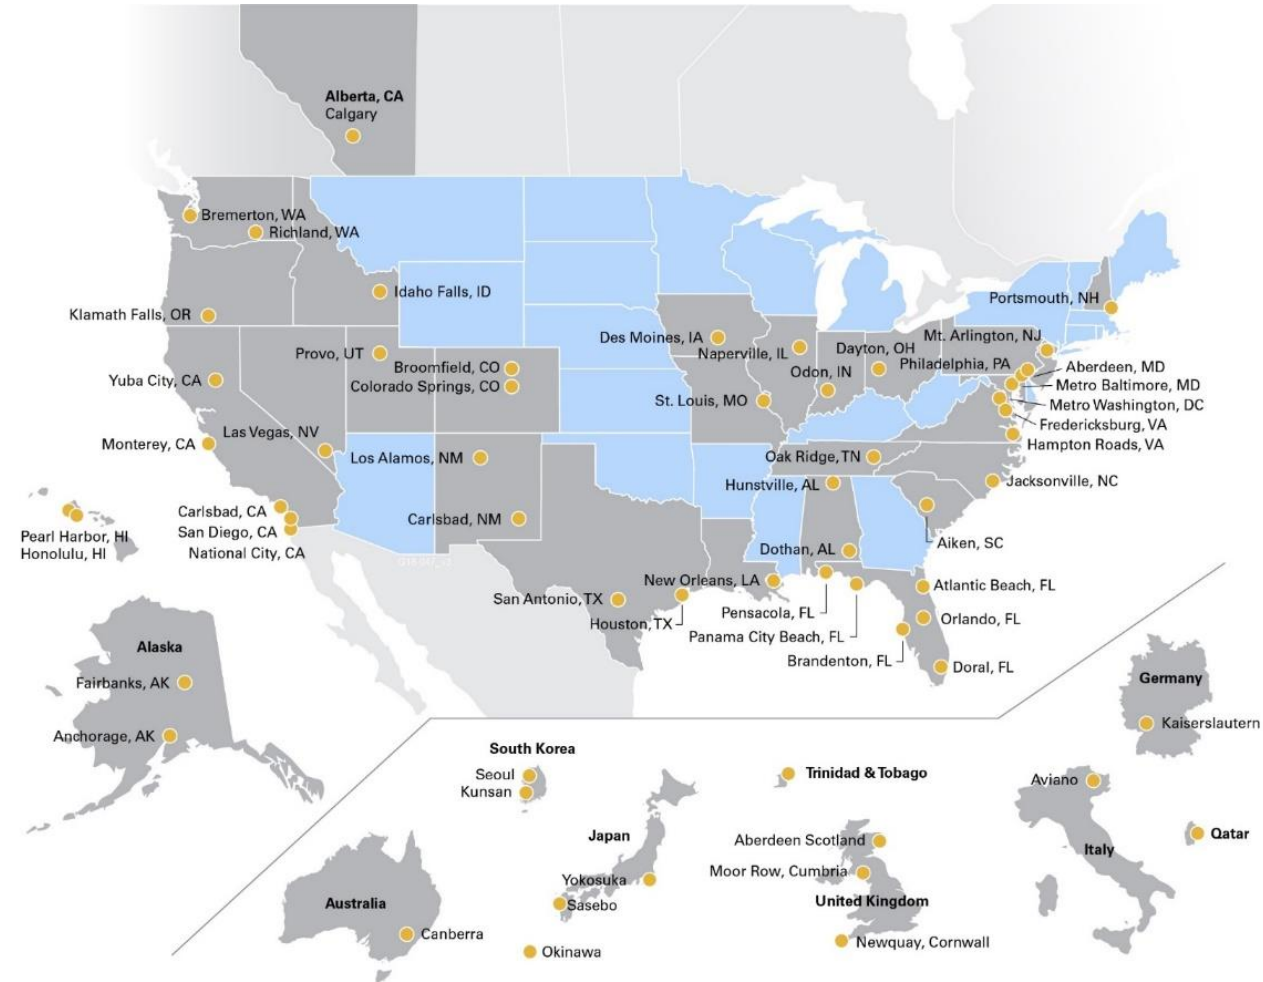 Alberta, CA
Calgary
Bremerton, WA
Richland, WA
Idaho Falls, ID
Klamath Falls, OR
Provo, UT
Broomfield, CO
Colorado Springs, CO
Yuba City, CA
Las Vegas, NV
Monterey, CA
Los Alamos, NM
Carlsbad, NM
Carlsbad, CA
San Diego, CA
National City, CA
Pearl Harbor, HI
Honolulu, HI
Des Moines, IA
Naperville, IL
Odon, IN
Dayton, OH
St. Louis, MO
Portsmouth, NH
Mt. Arlington, NJ
Philadelphia, PA
Aberdeen, MD
Metro Baltimore, MD
Metro Washington, DC
Fredericksburg, VA
Hampton Roads, VA
Oak Ridge, TN
Hunstville, AL
Jacksonville, NC
Aiken, SC
Dothan, AL
New Orleans, LA
San Antonio, TX
Houston, TX
Pensacola, FL
Panama City Beach, FL
Brandenton, FL
Atlantic Beach, FL
Orlando, FL
Doral, FL
Alaska
Fairbanks, AK
Anchorage, AK
Germany
Kaiserslautern
South Korea
Seoul
Kunsan
Japan
Yokosuka
Sasebo
Okinawa
Trinidad & Tobago
Aberdeen Scotland
Moor Row, Cumbria
United Kingdom
Newquay, Cornwall
Aviano
Italy
Qatar
Australia
Canberra